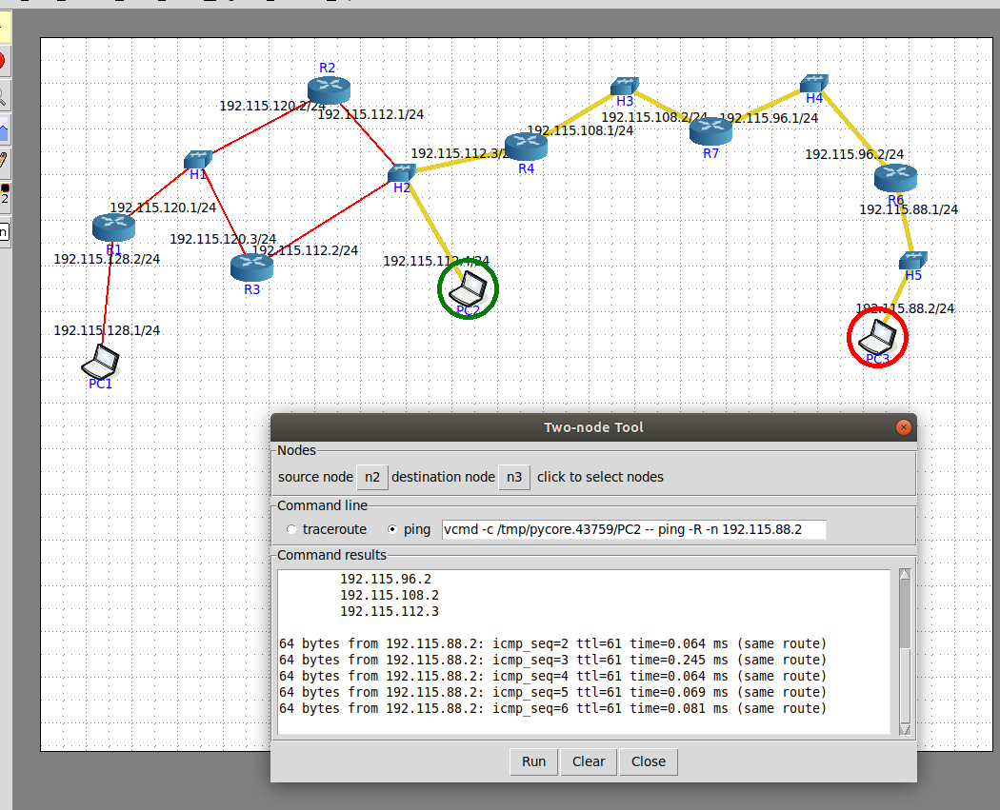 R2
192.115.120.2/24
192.115.112.1/24
H3
H4
192.115.108.2/24
192.115.96.1/24
192.115.108.1/24
R7
192.115.112.3/2
R4
192.115.96.2/24
H1
H2
R6
192.115.120.1/24
192.115.88.1/24
R1
192.115.120.3/24
192.115.112.2/24
192.115.128.2/24
192.115.112.4/24
H5
R3
PC2
192.115.88.2/24
192.115.128.1/24
PC3
PC1
2
n
Two-node Tool
Nodes
source node n2 destination node n3 click to select nodes
Command line
traceroute ping vcmd -c /tmp/pycore.43759/PC2 -- ping -R -n 192.115.88.2
Command results
192.115.96.2
192.115.108.2
192.115.112.3
64 bytes from 192.115.88.2: icmp_seq=2 ttl=61 time=0.064 ms (same route)
64 bytes from 192.115.88.2: icmp_seq=3 ttl=61 time=0.245 ms (same route)
64 bytes from 192.115.88.2: icmp_seq=4 ttl=61 time=0.064 ms (same route)
64 bytes from 192.115.88.2: icmp_seq=5 ttl=61 time=0.069 ms (same route)
64 bytes from 192.115.88.2: icmp_seq=6 ttl=61 time=0.081 ms (same route)
Run Clear Close